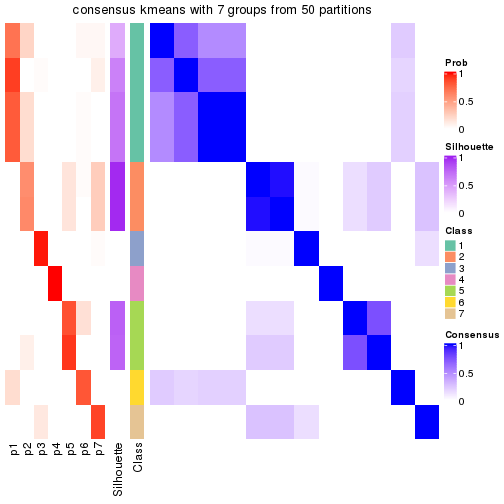 consensus kmeans with 7 groups from 50 partitions
Prob
1
0.5
0
Silhouette
1
0.5
0
Class
1
2
3
4
5
6
7
Consensus
1
0.5
0
p1
p2
p3
p4
p5
p6
p7
Silhouette
Class